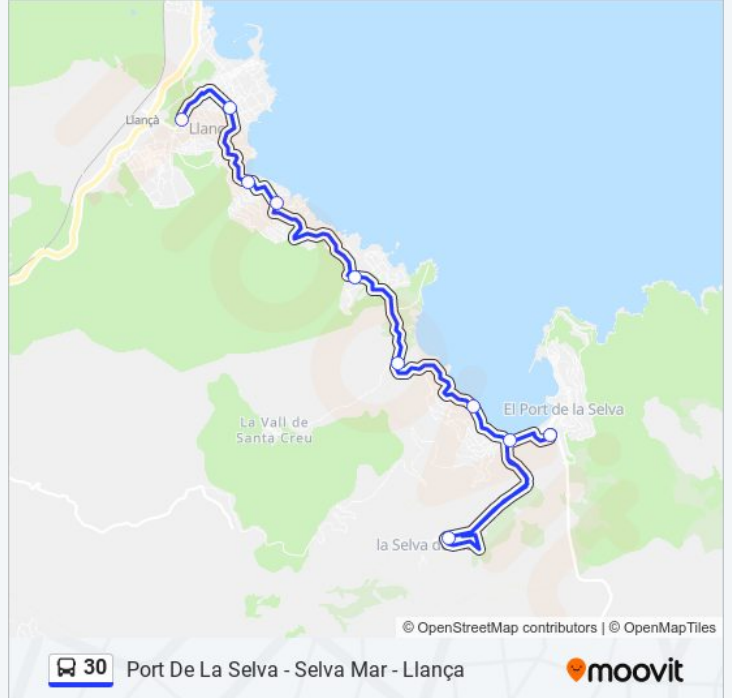 Llançà
Llanç
El Port de la Selva
La Vall de
Santa Creu
la Selva d
© OpenStreetMap contributors | © OpenMapTiles
30 Port De La Selva - Selva Mar - Llança
moovit